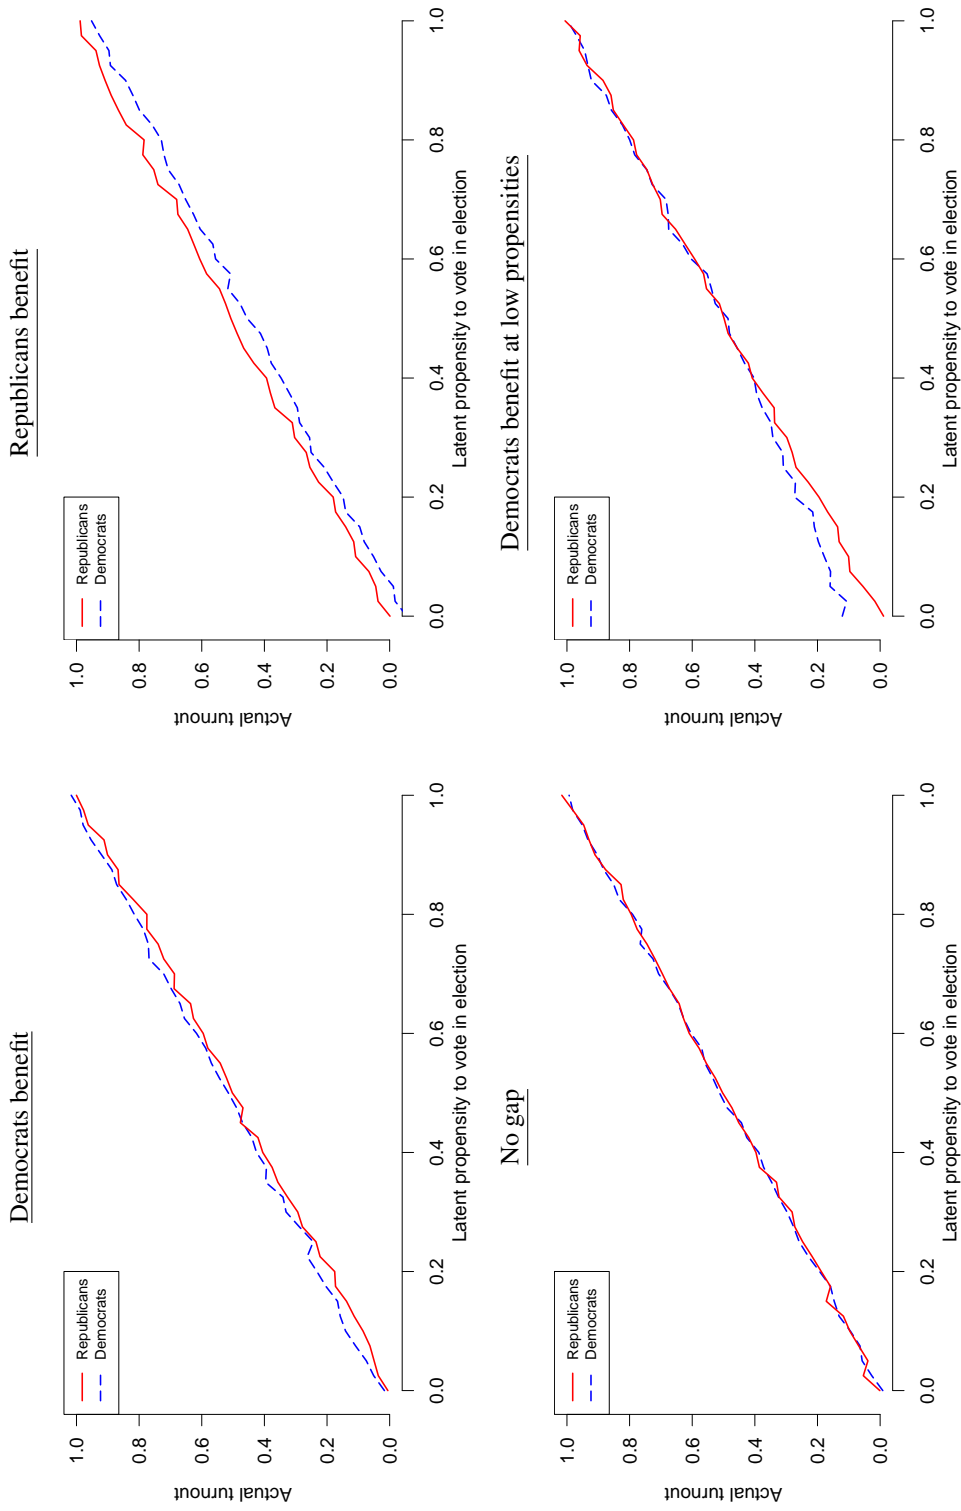 Democrats benefit
Republicans
Democrats
Actual turnout
1.0
0.8
0.6
0.4
0.2
0.0
0.0 0.2 0.4 0.6 0.8 1.0
Latent propensity to vote in election
Republicans benefit
Republicans
Democrats
Actual turnout
1.0
0.8
0.6
0.4
0.2
0.0
0.0 0.2 0.4 0.6 0.8 1.0
Latent propensity to vote in election
No gap
Republicans
Democrats
Actual turnout
1.0
0.8
0.6
0.4
0.2
0.0
0.0 0.2 0.4 0.6 0.8 1.0
Latent propensity to vote in election
Democrats benefit at low propensities
Republicans
Democrats
Actual turnout
1.0
0.8
0.6
0.4
0.2
0.0
0.0 0.2 0.4 0.6 0.8 1.0
Latent propensity to vote in election